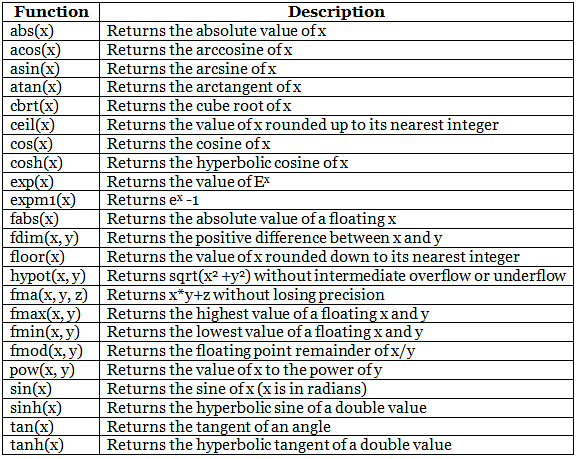 Function Description
abs(x) Returns the absolute value of x
acos(x) Returns the arccosine of x
asin(x) Returns the arcsine of x
atan(x) Returns the arctangent of x
cbrt(x) Returns the cube root of x
ceil(x) Returns the value of x rounded up to its nearest integer
cos(x) Returns the cosine of x
cosh(x) Returns the hyperbolic cosine of x
exp(x) Returns the value of Eˣ
expm1(x) Returns eˣ -1
fabs(x) Returns the absolute value of a floating x
fdim(x, y) Returns the positive difference between x and y
floor(x) Returns the value of x rounded down to its nearest integer
hypot(x, y) Returns sqrt(x² +y²) without intermediate overflow or underflow
fma(x, y, z) Returns x*y+z without losing precision
fmax(x, y) Returns the highest value of a floating x and y
fmin(x, y) Returns the lowest value of a floating x and y
fmod(x, y) Returns the floating point remainder of x/y
pow(x, y) Returns the value of x to the power of y
sin(x) Returns the sine of x (x is in radians)
sinh(x) Returns the hyperbolic sine of a double value
tan(x) Returns the tangent of an angle
tanh(x) Returns the hyperbolic tangent of a double value